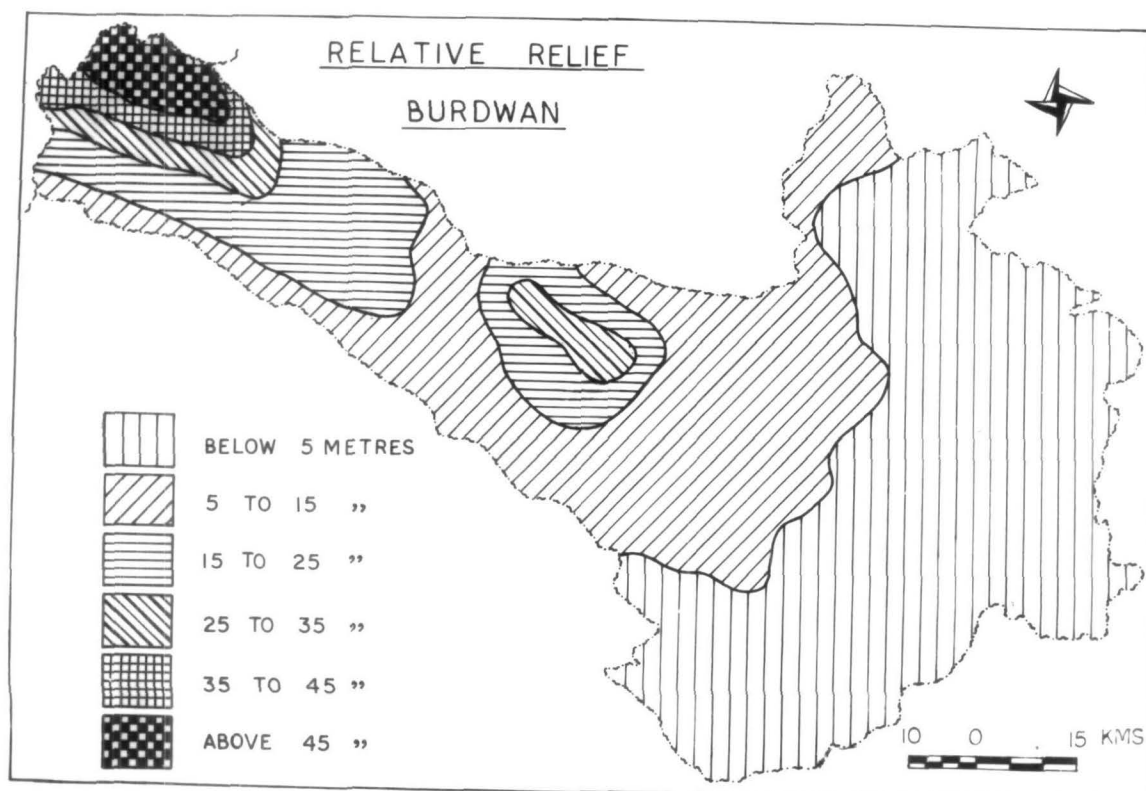 RELATIVE RELIEF
BURDWAN
BELOW 5 METRES
5 TO 15 ,,
15 TO 25 ,,
25 TO 35 ,,
35 TO 45 ,,
ABOVE 45 ,,
10 0 15 KMS